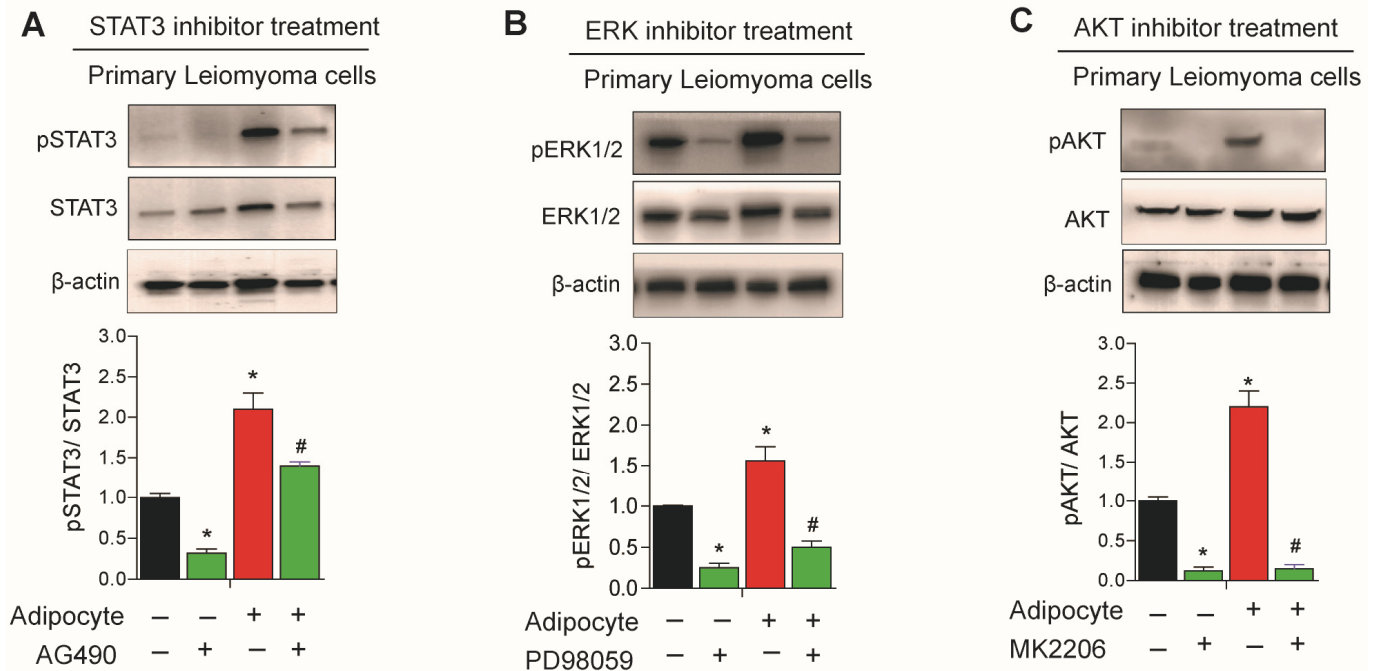 A STAT3 inhibitor treatment
Primary Leiomyoma cells
pSTAT3
STAT3
β-actin
pSTAT3/ STAT3
3.0
2.5
2.0
1.5
1.0
0.5
0.0
* * #
Adipocyte – – + +
AG490 – + – +
B ERK inhibitor treatment
Primary Leiomyoma cells
pERK1/2
ERK1/2
β-actin
pERK1/2/ ERK1/2
3.0
2.5
2.0
1.5
1.0
0.5
0.0
* * #
Adipocyte – – + +
PD98059 – + – +
C AKT inhibitor treatment
Primary Leiomyoma cells
pAKT
AKT
β-actin
pAKT/ AKT
3.0
2.5
2.0
1.5
1.0
0.5
0.0
* * #
Adipocyte – – + +
MK2206 – + – +